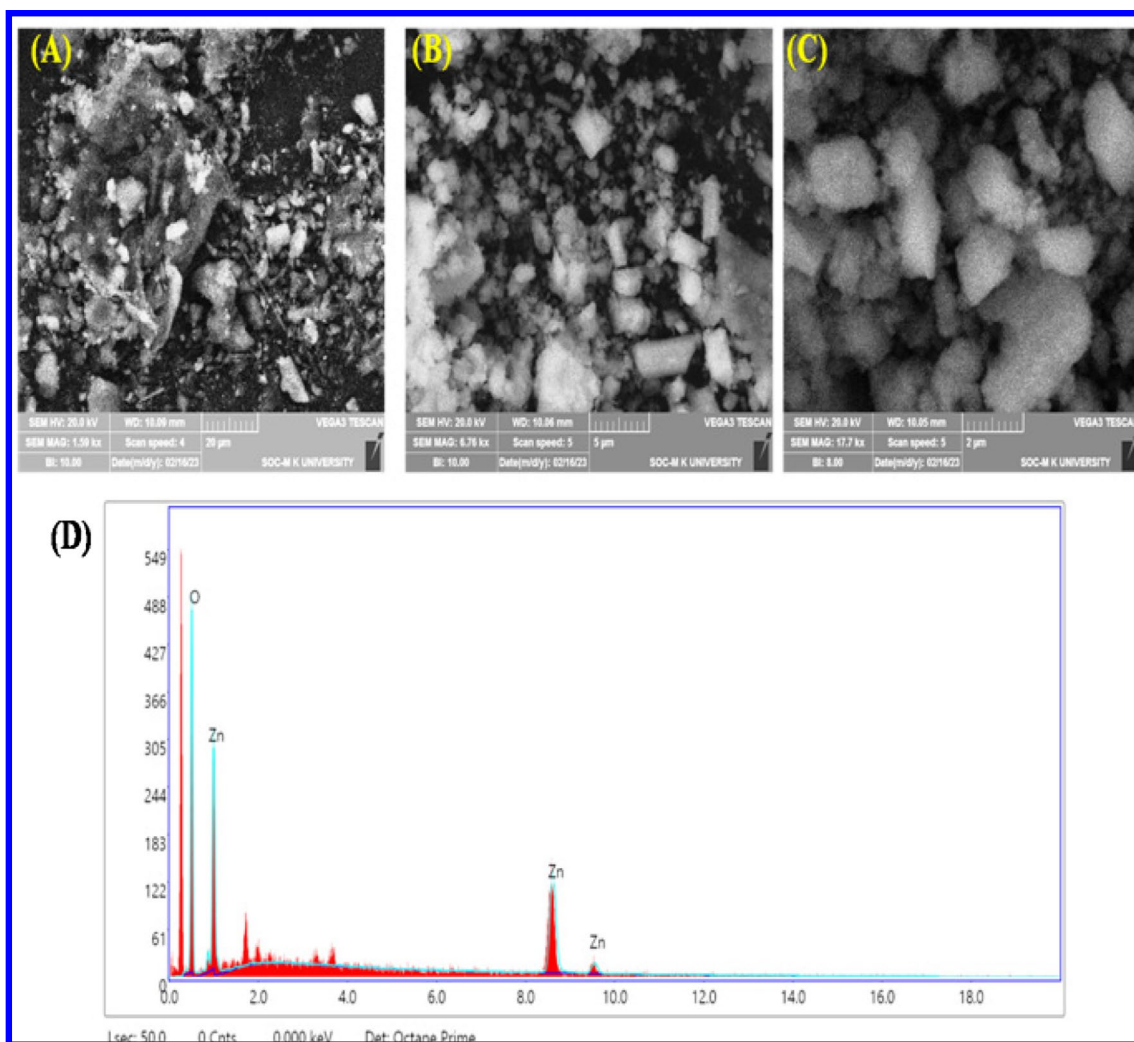 (A)
SEM HV: 20.0 kV WD: 10.09 mm VEGA3 TESCAN
SEM MAG: 1.59 kx Scan speed: 4 20 µm
BI: 10.00 Date(m/d/y): 02/16/23 SOC-M K UNIVERSITY
(B)
SEM HV: 20.0 kV WD: 10.06 mm VEGA3 TESCAN
SEM MAG: 6.76 kx Scan speed: 5 5 µm
BI: 10.00 Date(m/d/y): 02/16/23 SOC-M K UNIVERSITY
(C)
SEM HV: 20.0 kV WD: 10.05 mm VEGA3 TESCAN
SEM MAG: 17.7 kx Scan speed: 5 2 µm
BI: 8.00 Date(m/d/y): 02/16/23 SOC-M K UNIVERSITY
(D)
549
488
427
366
305
244
183
122
61
0
O
Zn
Zn
Zn
0.0 2.0 4.0 6.0 8.0 10.0 12.0 14.0 16.0 18.0
Lsec: 50.0 0 Cnts 0.000 keV Det: Octane Prime